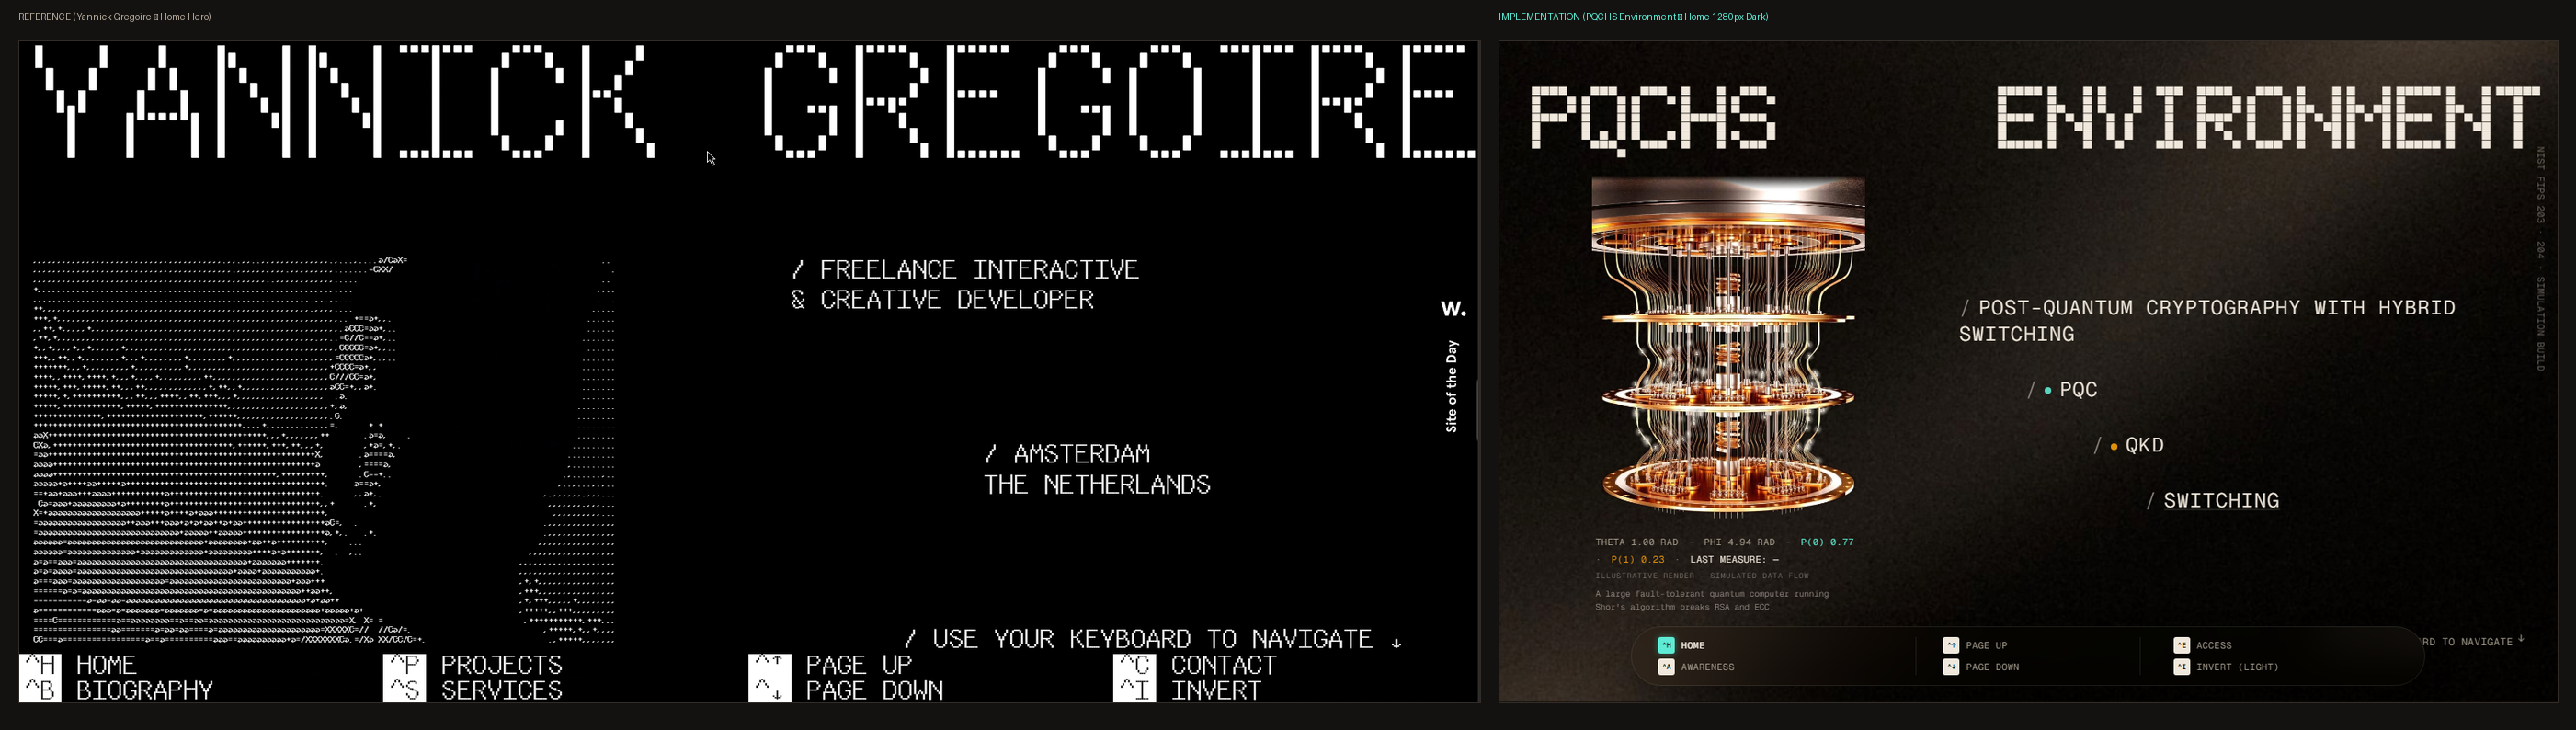 REFERENCE (Yannick Gregoire Home Hero)
YANNICK GREGOIRE
/ FREELANCE INTERACTIVE
& CREATIVE DEVELOPER
W.
Site of the Day
/ AMSTERDAM
THE NETHERLANDS
/ USE YOUR KEYBOARD TO NAVIGATE ↓
^H HOME
^B BIOGRAPHY
^P PROJECTS
^S SERVICES
^↑ PAGE UP
^↓ PAGE DOWN
^C CONTACT
^I INVERT
IMPLEMENTATION (PQCHS Environment Home 1280px Dark)
PQCHS ENVIRONMENT
NIST FIPS 203 · 204 · SIMULATION BUILD
/ POST-QUANTUM CRYPTOGRAPHY WITH HYBRID
SWITCHING
/ • PQC
/ • QKD
/ SWITCHING
THETA 1.00 RAD · PHI 4.94 RAD · P(0) 0.77
· P(1) 0.23 · LAST MEASURE: —
ILLUSTRATIVE RENDER · SIMULATED DATA FLOW
A large fault-tolerant quantum computer running
Shor's algorithm breaks RSA and ECC.
RD TO NAVIGATE ↓
^H HOME
^A AWARENESS
^↑ PAGE UP
^↓ PAGE DOWN
^E ACCESS
^I INVERT (LIGHT)